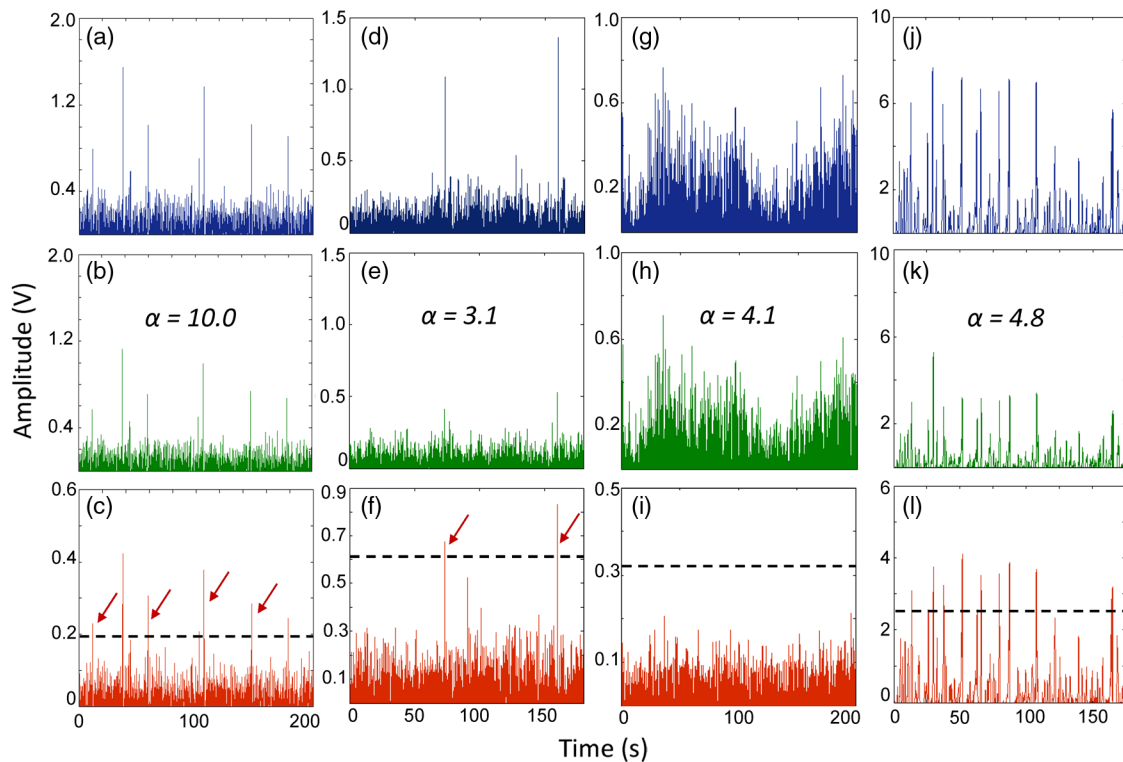 (a) (d) (g) (j)
2.0 1.5 1.0 10
1.2 1.0 0.6 6
0.4 0.5 0.2 2
0
8
4
(b) (e) (h) (k)
2.0 1.5 1.0 10
α = 10.0 α = 3.1 α = 4.1 α = 4.8
1.2 1.0 0.6 6
0.4 0.5 0.2 2
0
8
4
0
Amplitude (V)
(c) (f) (i) (l)
0.6 0.9 0.5 6
0.4 0.7 0.3 4
0.2 0.3 0.1 2
0 0.1 0
0 100 200 0 50 100 150 0 100 200 0 50 100 150
Time (s)